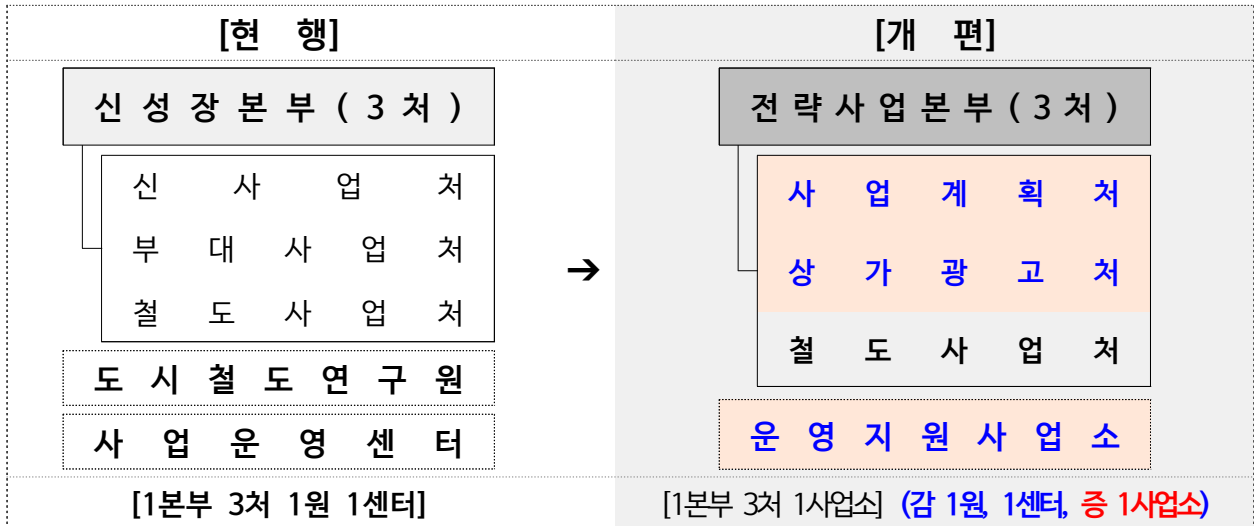 [현 행]
신성장본부(3처)
신사업처
부대사업처
철도사업처
도시철도연구원
사업운영센터
[1본부 3처 1원 1센터]
➔
[개 편]
전략사업본부(3처)
사업계획처
상가광고처
철도사업처
운영지원사업소
[1본부 3처 1사업소] (감 1원, 1센터, 증 1사업소)